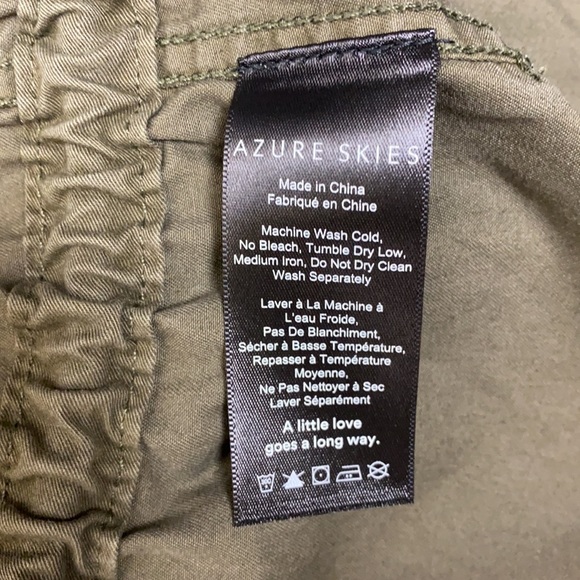 AZURE SKIES
Made in China
Fabriqué en Chine
Machine Wash Cold,
No Bleach, Tumble Dry Low,
Medium Iron, Do Not Dry Clean
Wash Separately
Laver à La Machine à
L'eau Froide,
Pas De Blanchiment,
Sécher à Basse Température,
Repasser à Température
Moyenne,
Ne Pas Nettoyer à Sec
Laver Séparément
A little love
goes a long way.